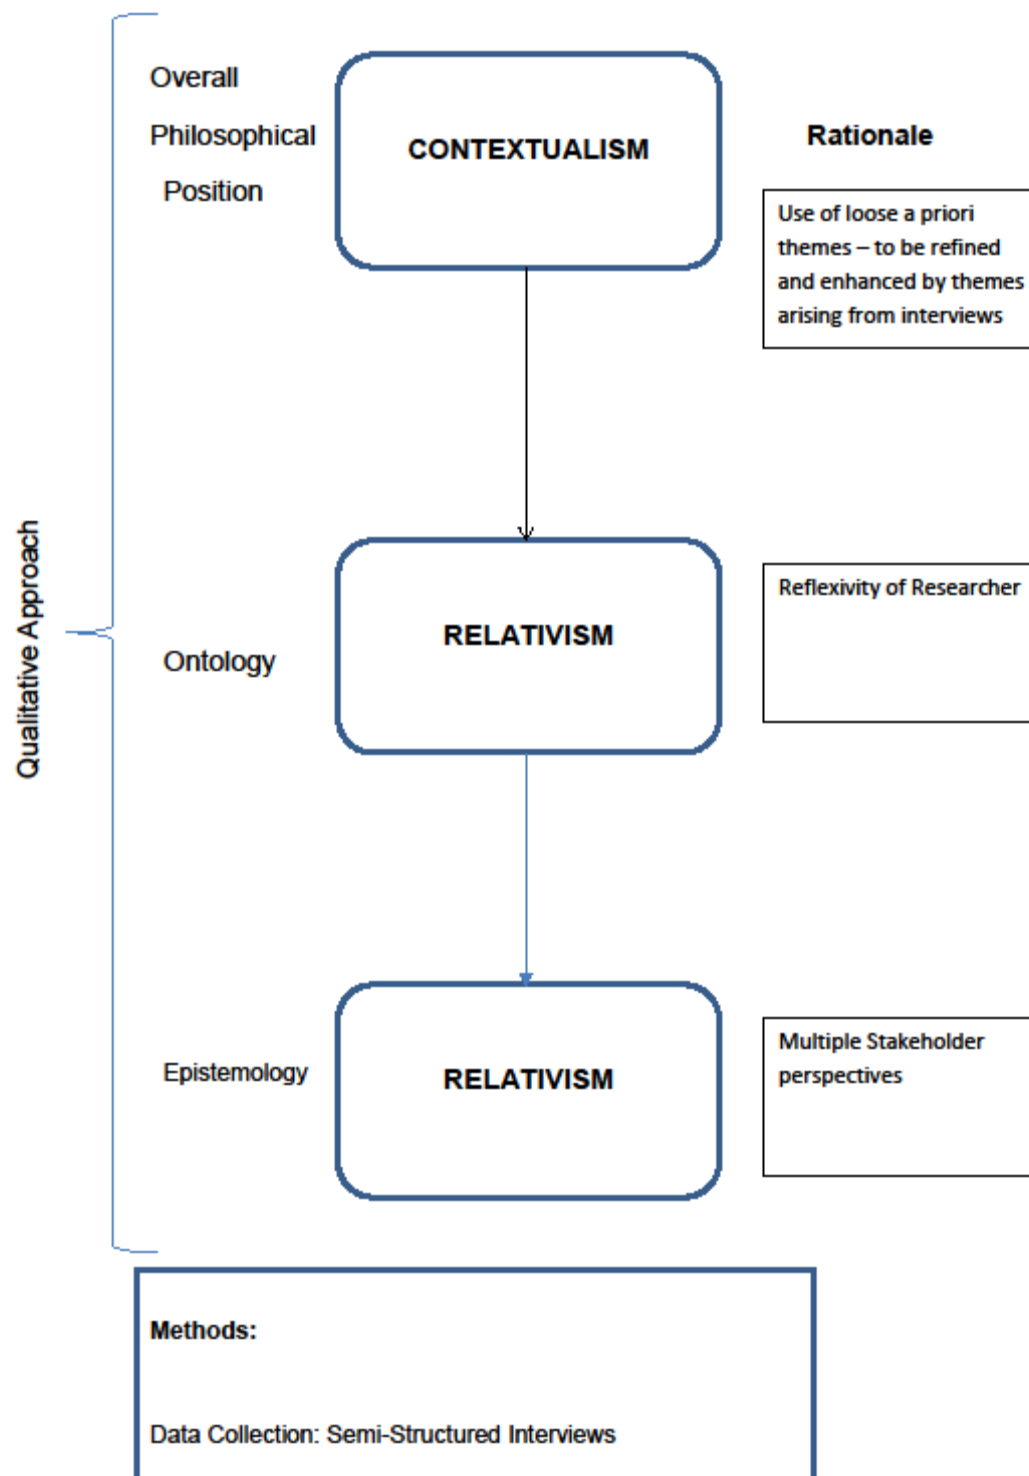 Overall
Philosophical
Position
CONTEXTUALISM
Rationale
Use of loose a priori
themes – to be refined
and enhanced by themes
arising from interviews
Qualitative Approach
Ontology
RELATIVISM
Reflexivity of Researcher
Epistemology
RELATIVISM
Multiple Stakeholder
perspectives
Methods:
Data Collection: Semi-Structured Interviews